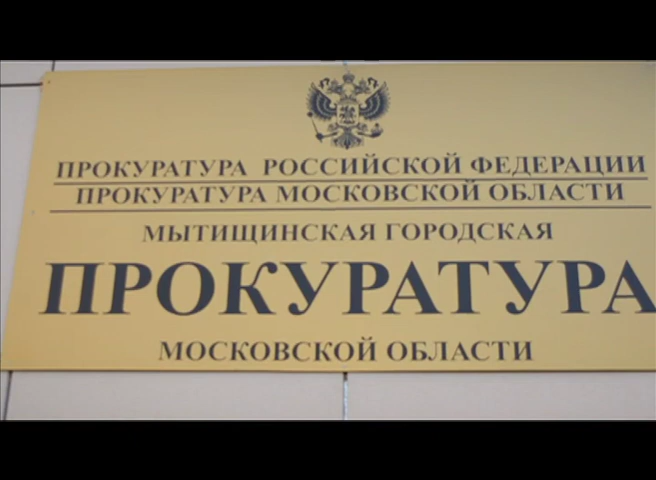 ПРОКУРАТУРА РОССИЙСКОЙ ФЕДЕРАЦИИ
ПРОКУРАТУРА МОСКОВСКОЙ ОБЛАСТИ
МЫТИЩИНСКАЯ ГОРОДСКАЯ
ПРОКУРАТУРА
МОСКОВСКОЙ ОБЛАСТИ